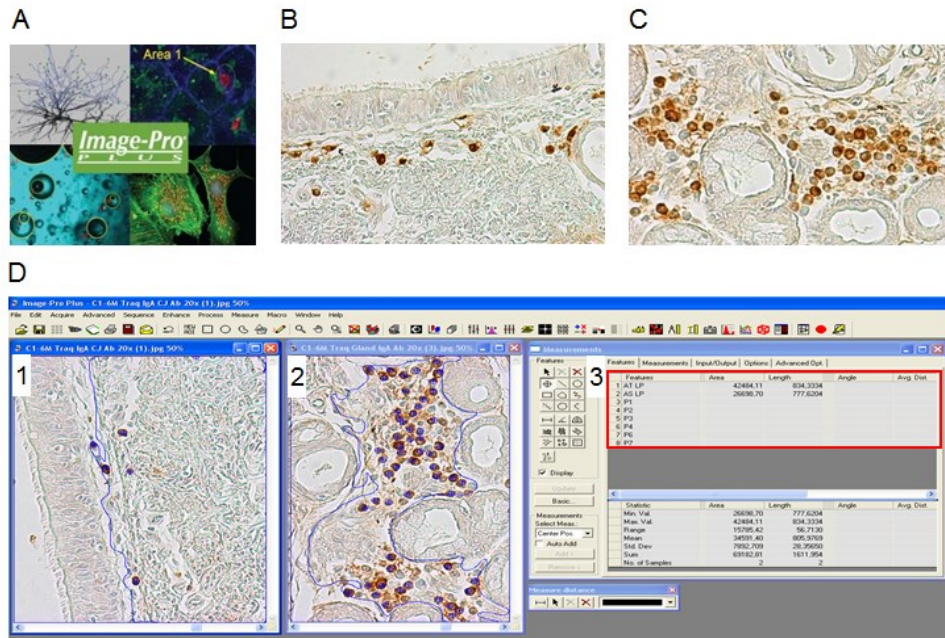 A
B
C
Area 1
Image-Pro
PLUS
D
Image-Pro Plus - C1-6M Traq IgA CJ Ab 20x (1).jpg 50%
File Edit Acquire Advanced Sequence Enhance Process Measure Macro Window Help
C1-6M Traq IgA CJ Ab 20x (1).jpg 50%
C1-6M Traq Gland IgA Ab 20x (3).jpg 50%
Measurements
1
2
3
Features
Features Measurements Input/Output Options Advanced Opt.
Features Area Length Angle Avg. Dist.
1 AT LP 42484,11 834,3334
2 AS LP 26698,70 777,6204
3 P1
4 P2
5 P3
6 P4
7 P6
8 P7
Display
Update
Basic...
Measurements
Select Meas.:
Center Pos.
Auto Add
Add
Remove
Statistic Area Length Angle Avg. Dist.
Min. Val. 26698,70 777,6204
Max. Val. 42484,11 834,3334
Range 15785,42 56,7130
Mean 34591,40 805,9769
Std. Dev 7892,709 28,35650
Sum 69182,81 1611,954
No. of Samples 2 2
Measure distance